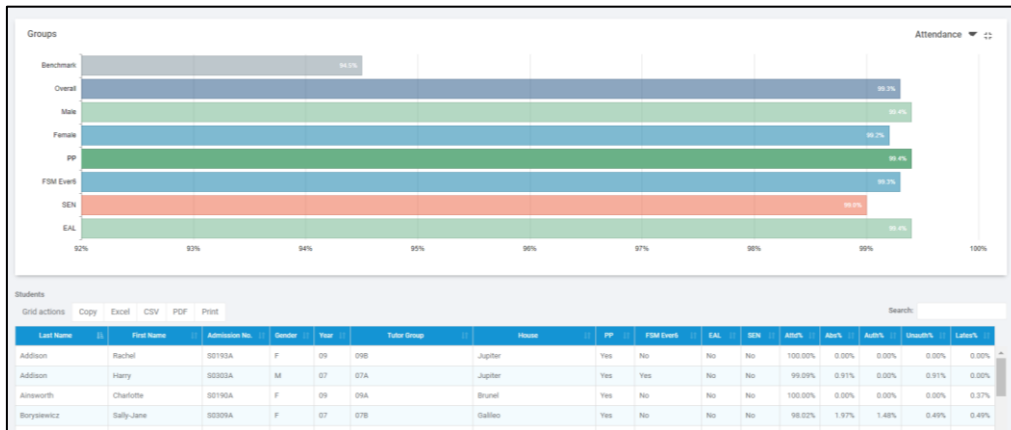 Groups
Attendance
Benchmark 94.5%
Overall 99.3%
Male 99.4%
Female 99.2%
PP 99.4%
FSM Ever6 99.3%
SEN 99.0%
EAL 99.4%
92% 93% 94% 95% 96% 97% 98% 99% 100%
Students
Grid actions Copy Excel CSV PDF Print Search:
Last Name First Name Admission No. Gender Year Tutor Group House PP FSM Ever6 EAL SEN Attd% Abs% Auth% Unauth% Lates%
Addison Rachel S0193A F 09 09B Jupiter Yes No No No 100.00% 0.00% 0.00% 0.00% 0.00%
Addison Harry S0303A M 07 07A Jupiter Yes Yes No No 99.09% 0.91% 0.00% 0.91% 0.00%
Ainsworth Charlotte S0190A F 09 09A Brunel Yes No No No 100.00% 0.00% 0.00% 0.00% 0.37%
Borysiewicz Sally-Jane S0309A F 07 07B Galileo Yes No No No 98.02% 1.97% 1.48% 0.49% 0.49%